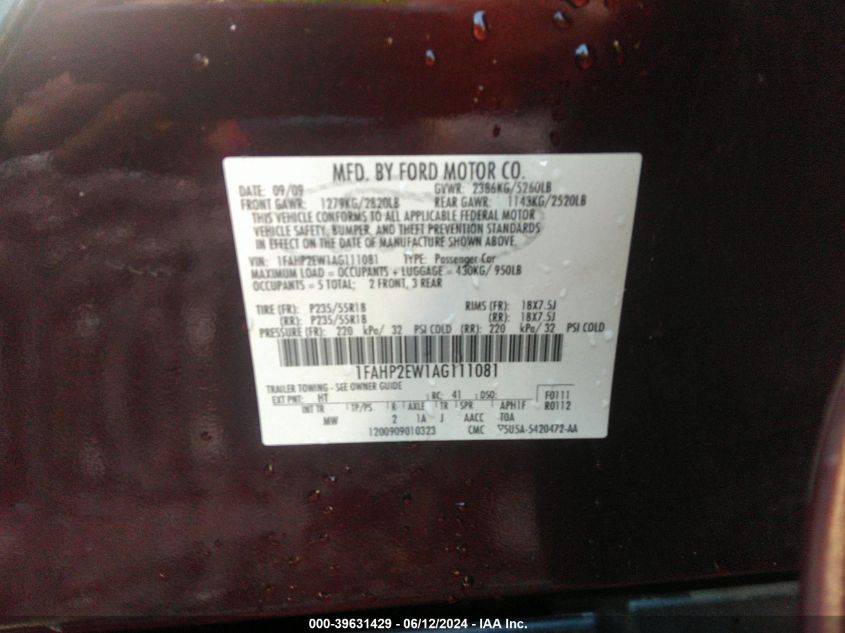 MFD. BY FORD MOTOR CO.
DATE: 09/09 GVWR: 2386KG/5260LB
FRONT GAWR: 1279KG/2820LB REAR GAWR: 1143KG/2520LB
THIS VEHICLE CONFORMS TO ALL APPLICABLE FEDERAL MOTOR
VEHICLE SAFETY, BUMPER, AND THEFT PREVENTION STANDARDS
IN EFFECT ON THE DATE OF MANUFACTURE SHOWN ABOVE.
VIN: 1FAHP2EW1AG111081 TYPE: Passenger Car
MAXIMUM LOAD = OCCUPANTS + LUGGAGE = 430KG/ 950LB
OCCUPANTS = 5 TOTAL; 2 FRONT, 3 REAR
TIRE (FR): P235/55R18 RIMS (FR): 18X7.5J
(RR): P235/55R18 (RR): 18X7.5J
PRESSURE (FR): 220 kPa/ 32 PSI COLD (RR): 220 kPa/ 32 PSI COLD
1FAHP2EW1AG111081
TRAILER TOWING - SEE OWNER GUIDE
EXT PNT: HT RC: 41 DSO: F0111
INT TR TP/PS R AXLE TR SPR APH1F R0112
MW 2 1A J AACC TOA
1200909010323 CMC 5U5A-5420472-AA
000-39631429 - 06/12/2024 - IAA Inc.